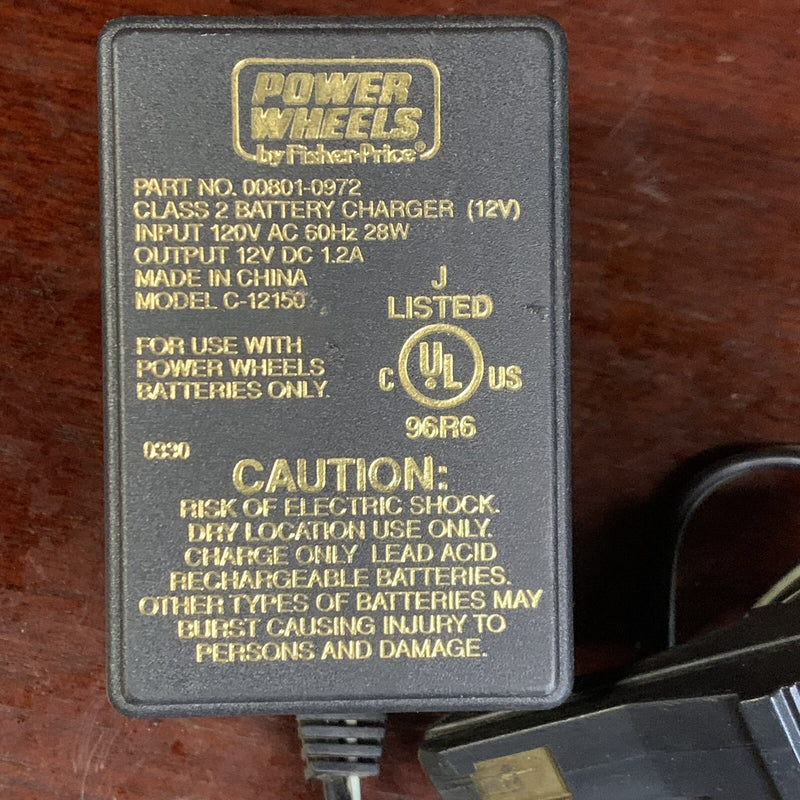 POWER
WHEELS
by Fisher-Price®
PART NO. 00801-0972
CLASS 2 BATTERY CHARGER (12V)
INPUT 120V AC 60Hz 28W
OUTPUT 12V DC 1.2A
MADE IN CHINA
MODEL C-12150
J
LISTED
C UL US
96R6
FOR USE WITH
POWER WHEELS
BATTERIES ONLY.
0330
CAUTION:
RISK OF ELECTRIC SHOCK.
DRY LOCATION USE ONLY.
CHARGE ONLY LEAD ACID
RECHARGEABLE BATTERIES.
OTHER TYPES OF BATTERIES MAY
BURST CAUSING INJURY TO
PERSONS AND DAMAGE.